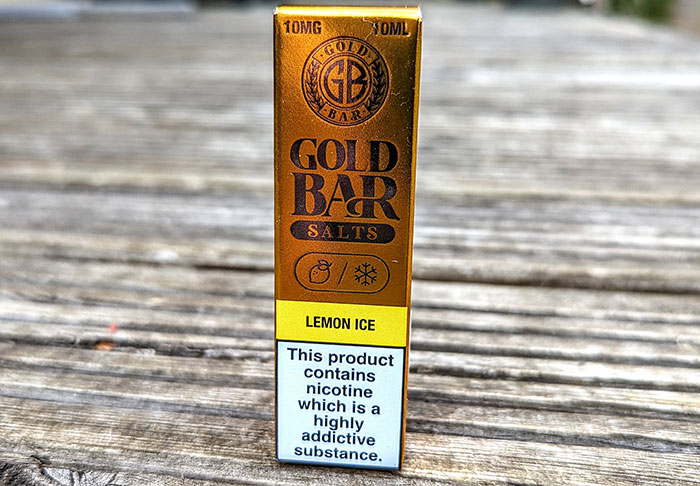 10MG 10ML
GOLD
GB
BAR
GOLD
BAR
SALTS
LEMON ICE
This product
contains
nicotine
which is a
highly
addictive
substance.